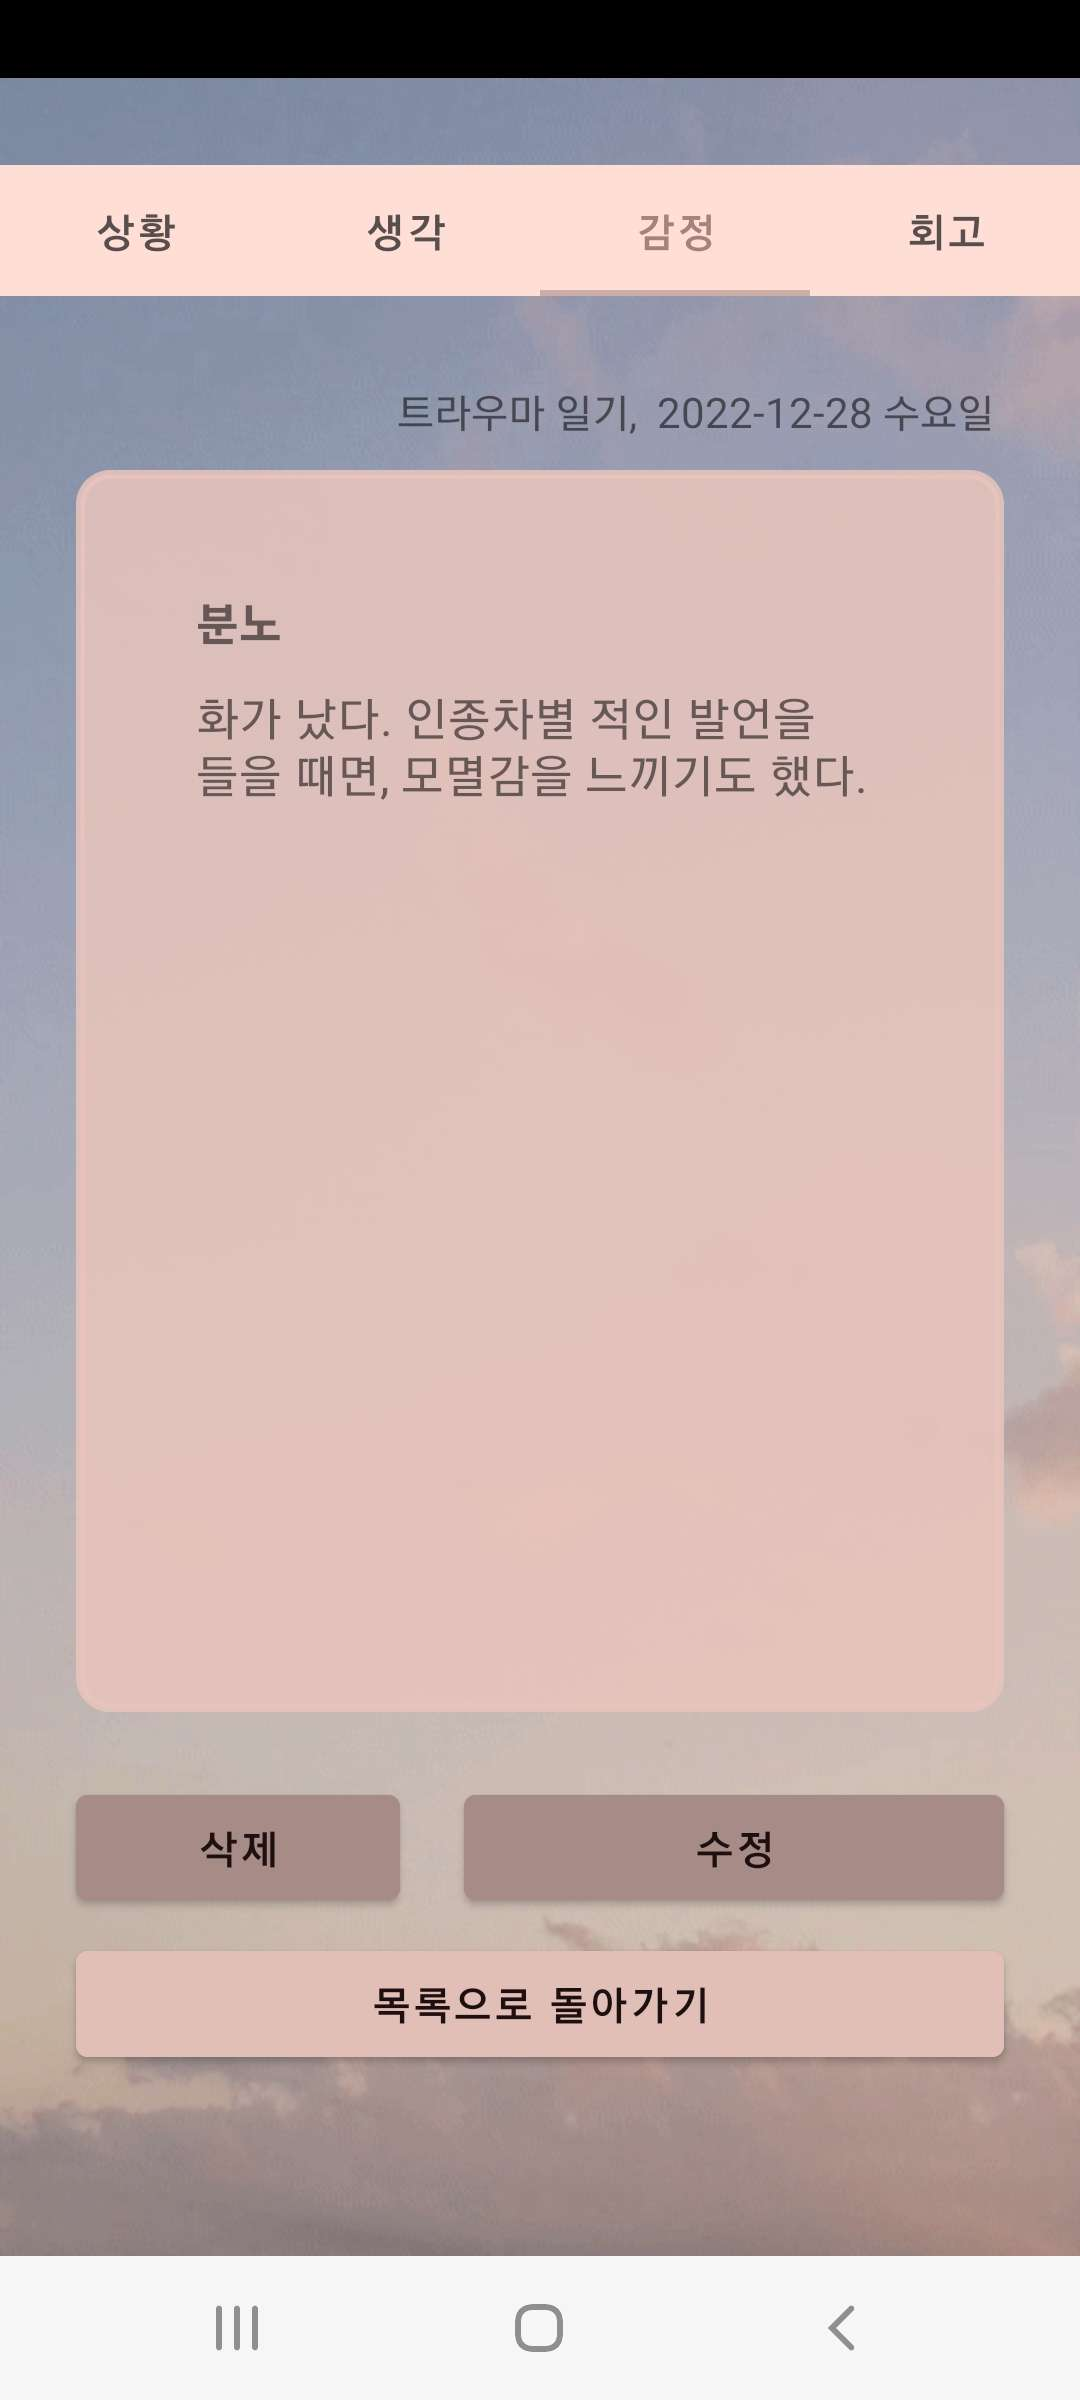 상황 생각 감정 회고
트라우마 일기, 2022-12-28 수요일
분노
화가 났다. 인종차별 적인 발언을
들을 때면, 모멸감을 느끼기도 했다.
삭제 수정
목록으로 돌아가기